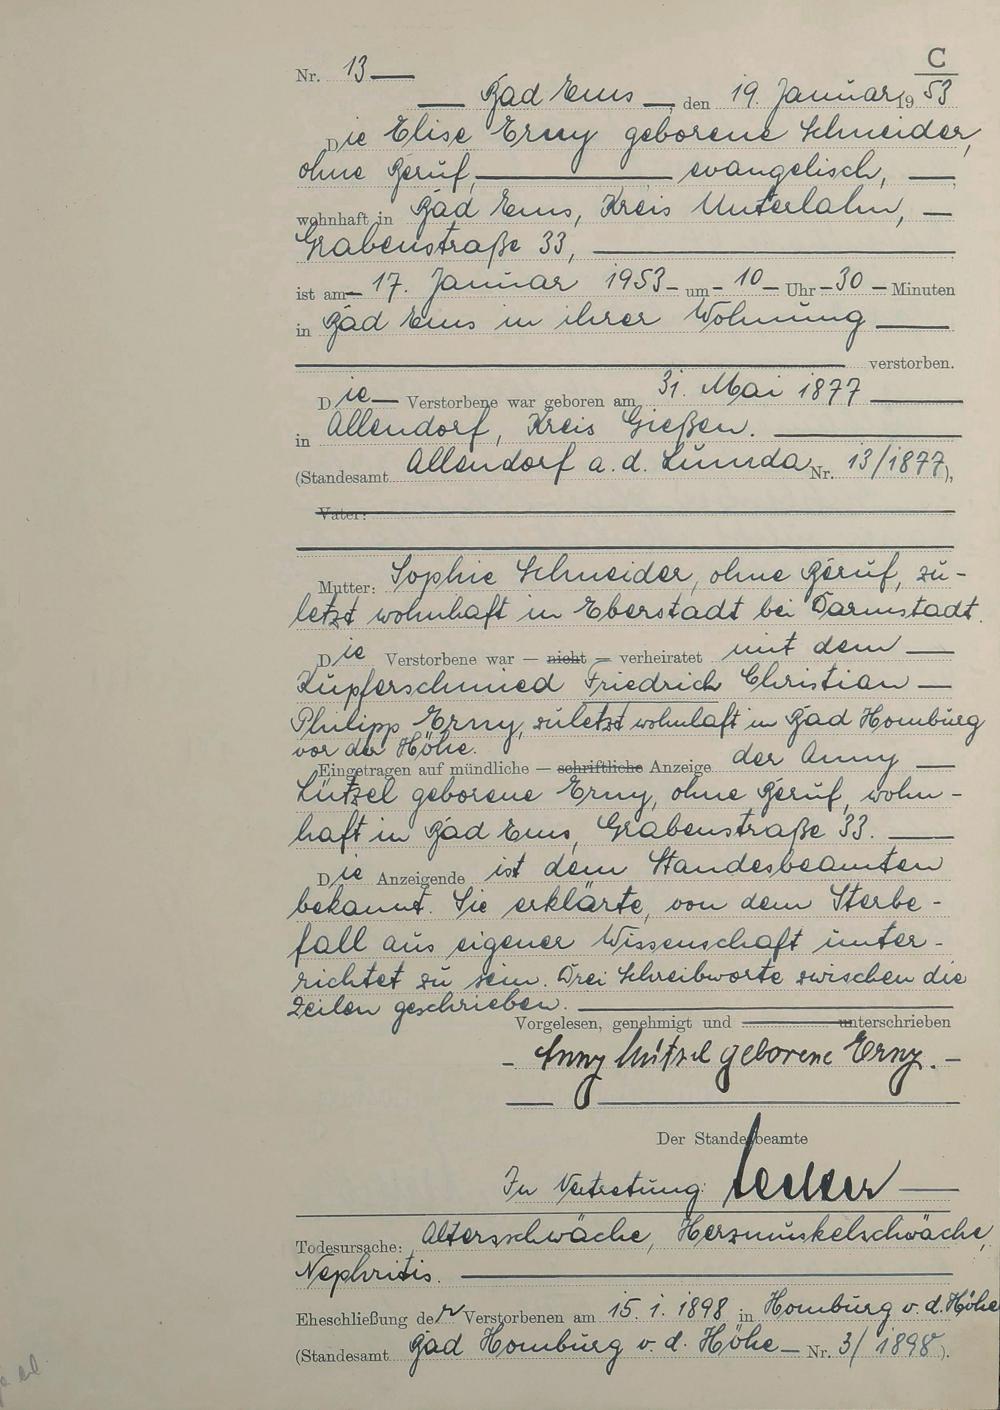 C
Nr. 13
Bad Ems, den 19. Januar 1953
Die Elise Erny geborene Schneider,
ohne Beruf, evangelisch,
wohnhaft in Bad Ems, Kreis Unterlahn,
Grabenstraße 33,
ist am 17. Januar 1953 um 10 Uhr 30 Minuten
in Bad Ems in ihrer Wohnung
verstorben.
Die Verstorbene war geboren am 31. Mai 1877
in Allendorf, Kreis Gießen.
(Standesamt Allendorf a.d. Lumda Nr. 13/1877),
Vater:
Mutter: Sophie Schneider, ohne Beruf, zu-
letzt wohnhaft in Eberstadt bei Darmstadt.
Die Verstorbene war — nicht — verheiratet mit dem
Kupferschmied Friedrich Christian
Philipp Erny, zuletzt wohnhaft in Bad Homburg
vor der Höhe.
Eingetragen auf mündliche — schriftliche Anzeige der Anny
Lützel geborene Erny, ohne Beruf, wohn-
haft in Bad Ems, Grabenstraße 33.
Die Anzeigende ist dem Standesbeamten
bekannt. Sie erklärte, von dem Sterbe-
fall aus eigener Wissenschaft unter-
richtet zu sein. Drei Schreibworte zwischen die
Zeilen geschrieben.
Vorgelesen, genehmigt und unterschrieben
Anny Lützel geborene Erny.
Der Standesbeamte
In Vertretung:
Todesursache: Altersschwäche, Herzmuskelschwäche,
Nephritis.
Eheschließung der Verstorbenen am 15.1.1898 in Homburg v.d. Höhe
(Standesamt Bad Homburg v.d. Höhe Nr. 3/1898).